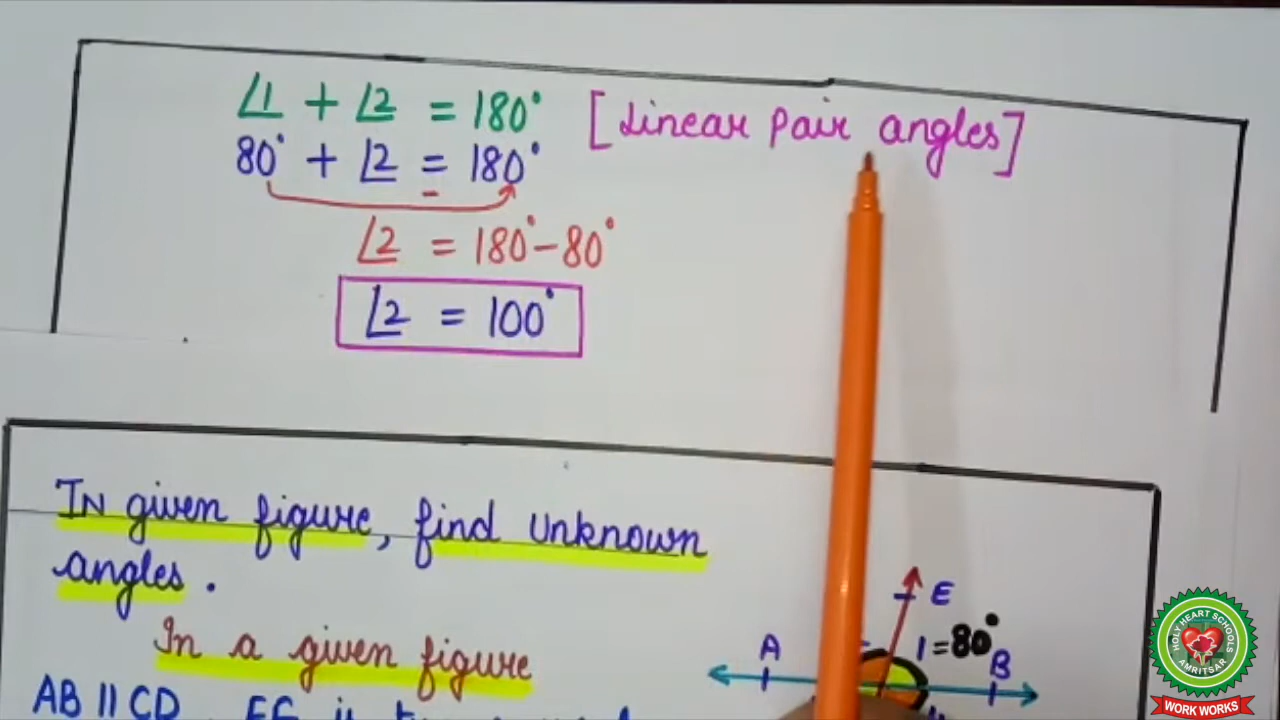 ∠1 + ∠2 = 180° [Linear Pair angles]
80° + ∠2 = 180°
-
∠2 = 180° - 80°
∠2 = 100°
In given figure, find unknown
angles.
In a given figure
AB || CD
E
1 = 80°
A
B
HOLY HEART SCHOOLS
AMRITSAR
WORK WORKS